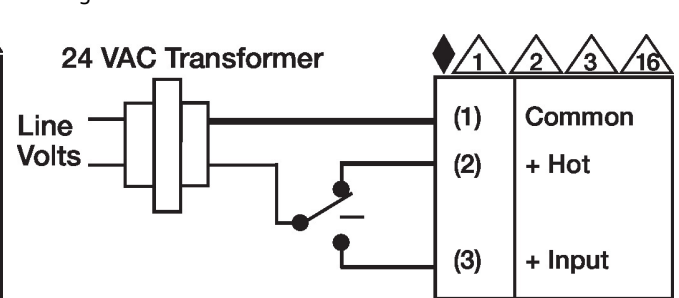 24 VAC Transformer
1 2 3 16
Line
Volts
(1) Common
(2) + Hot
(3) + Input